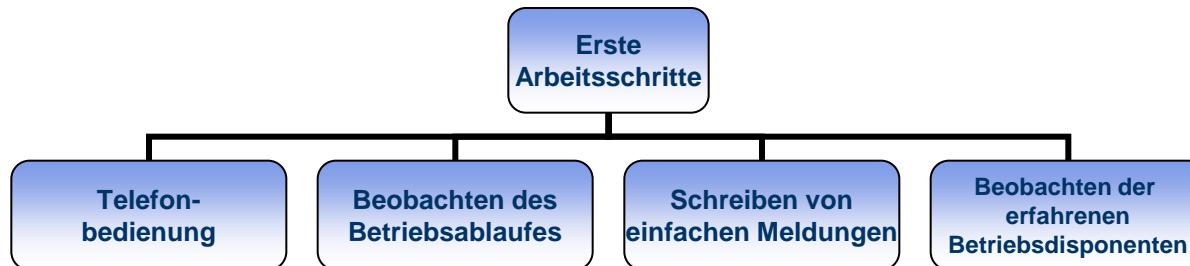 Erste
Arbeitsschritte
Telefon-
bedienung
Beobachten des
Betriebsablaufes
Schreiben von
einfachen Meldungen
Beobachten der
erfahrenen
Betriebsdisponenten